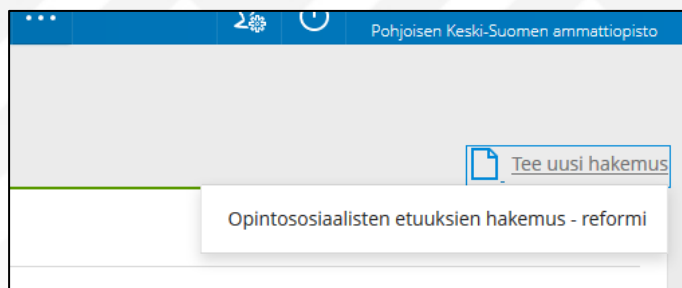 Pohjoisen Keski-Suomen ammattiopisto
Tee uusi hakemus
Opintososiaalisten etuuksien hakemus - reformi